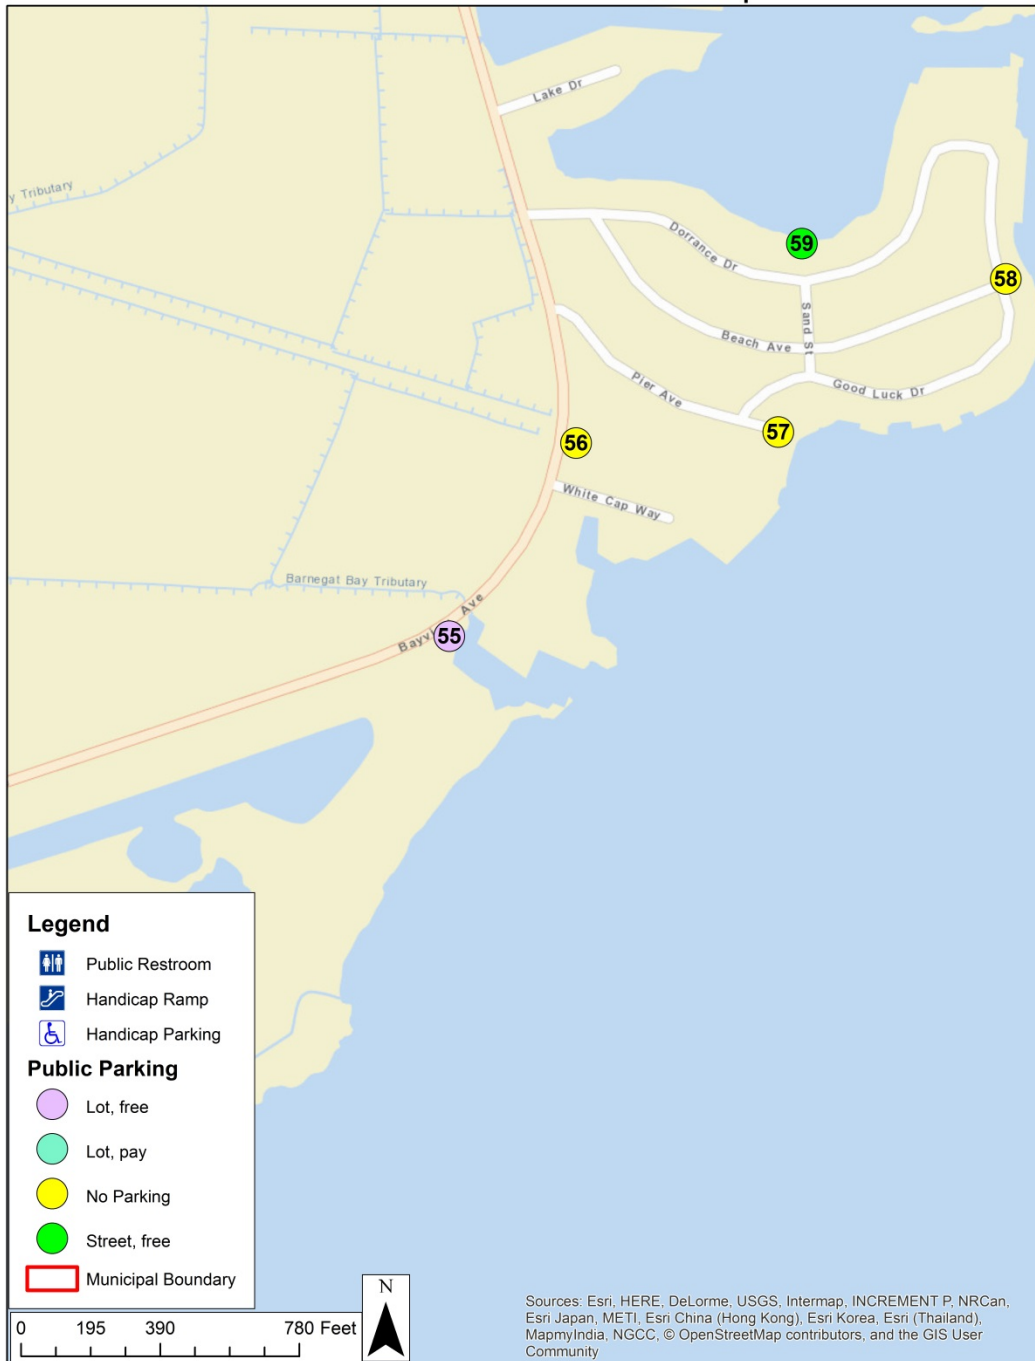 Lake Dr
y Tributary
Dorrance Dr
59
58
Sand St
Beach Ave
Pier Ave
Good Luck Dr
57
56
White Cap Way
Barnegat Bay Tributary
Ave
55
Legend
Public Restroom
Handicap Ramp
Handicap Parking
Public Parking
Lot, free
Lot, pay
No Parking
Street, free
Municipal Boundary
N
0 195 390 780 Feet
Sources: Esri, HERE, DeLorme, USGS, Intermap, INCREMENT P, NRCan,
Esri Japan, METI, Esri China (Hong Kong), Esri Korea, Esri (Thailand),
MapmyIndia, NGCC, © OpenStreetMap contributors, and the GIS User
Community